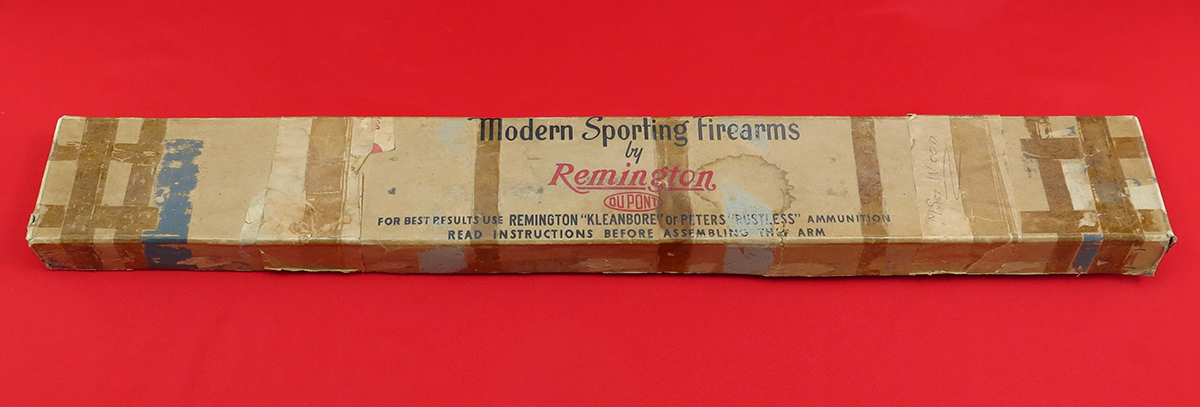 Modern Sporting Firearms
by
Remington
DU PONT
FOR BEST RESULTS USE REMINGTON "KLEANBORE" or PETERS "RUSTLESS" AMMUNITION
READ INSTRUCTIONS BEFORE ASSEMBLING THE ARM